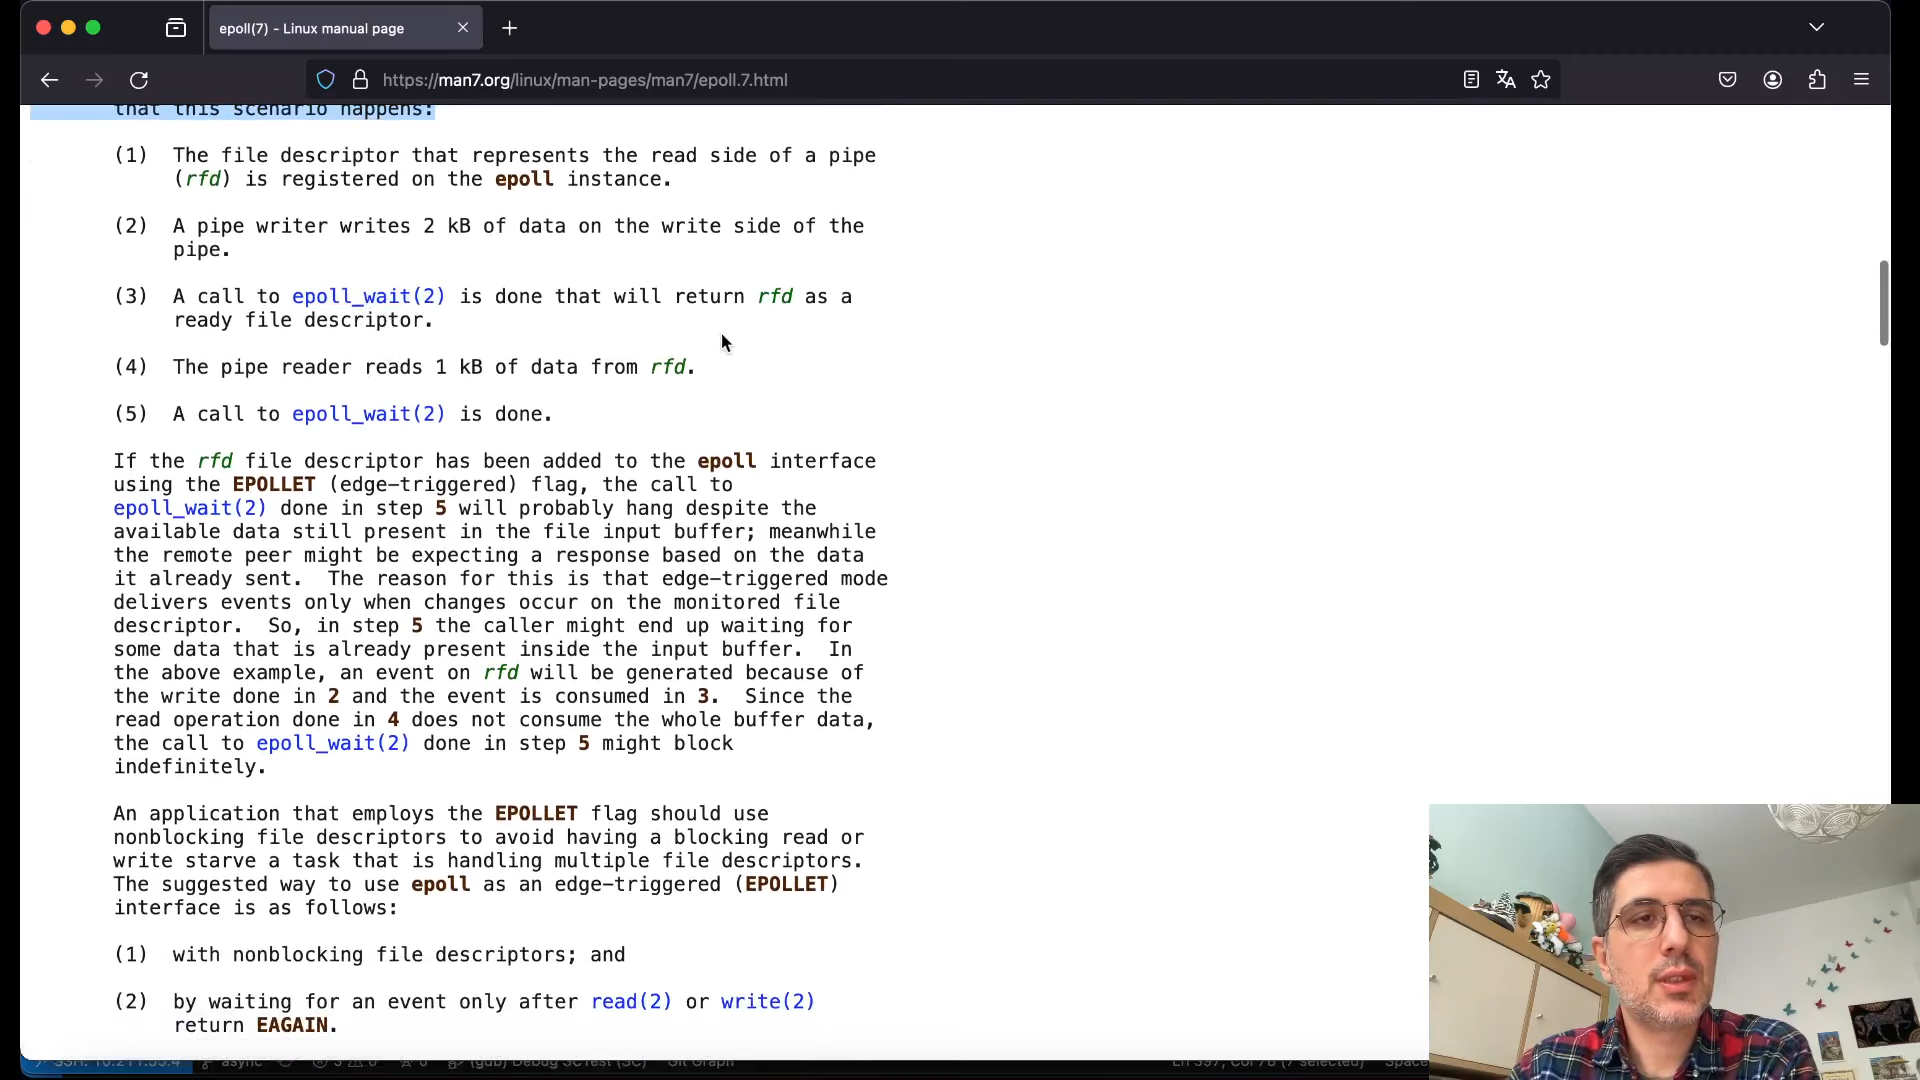 epoll(7) - Linux manual page
https://man7.org/linux/man-pages/man7/epoll.7.html
that this scenario happens:
(1) The file descriptor that represents the read side of a pipe
(rfd) is registered on the epoll instance.
(2) A pipe writer writes 2 kB of data on the write side of the
pipe.
(3) A call to epoll_wait(2) is done that will return rfd as a
ready file descriptor.
(4) The pipe reader reads 1 kB of data from rfd.
(5) A call to epoll_wait(2) is done.
If the rfd file descriptor has been added to the epoll interface
using the EPOLLET (edge-triggered) flag, the call to
epoll_wait(2) done in step 5 will probably hang despite the
available data still present in the file input buffer; meanwhile
the remote peer might be expecting a response based on the data
it already sent. The reason for this is that edge-triggered mode
delivers events only when changes occur on the monitored file
descriptor. So, in step 5 the caller might end up waiting for
some data that is already present inside the input buffer. In
the above example, an event on rfd will be generated because of
the write done in 2 and the event is consumed in 3. Since the
read operation done in 4 does not consume the whole buffer data,
the call to epoll_wait(2) done in step 5 might block
indefinitely.
An application that employs the EPOLLET flag should use
nonblocking file descriptors to avoid having a blocking read or
write starve a task that is handling multiple file descriptors.
The suggested way to use epoll as an edge-triggered (EPOLLET)
interface is as follows:
(1) with nonblocking file descriptors; and
(2) by waiting for an event only after read(2) or write(2)
return EAGAIN.